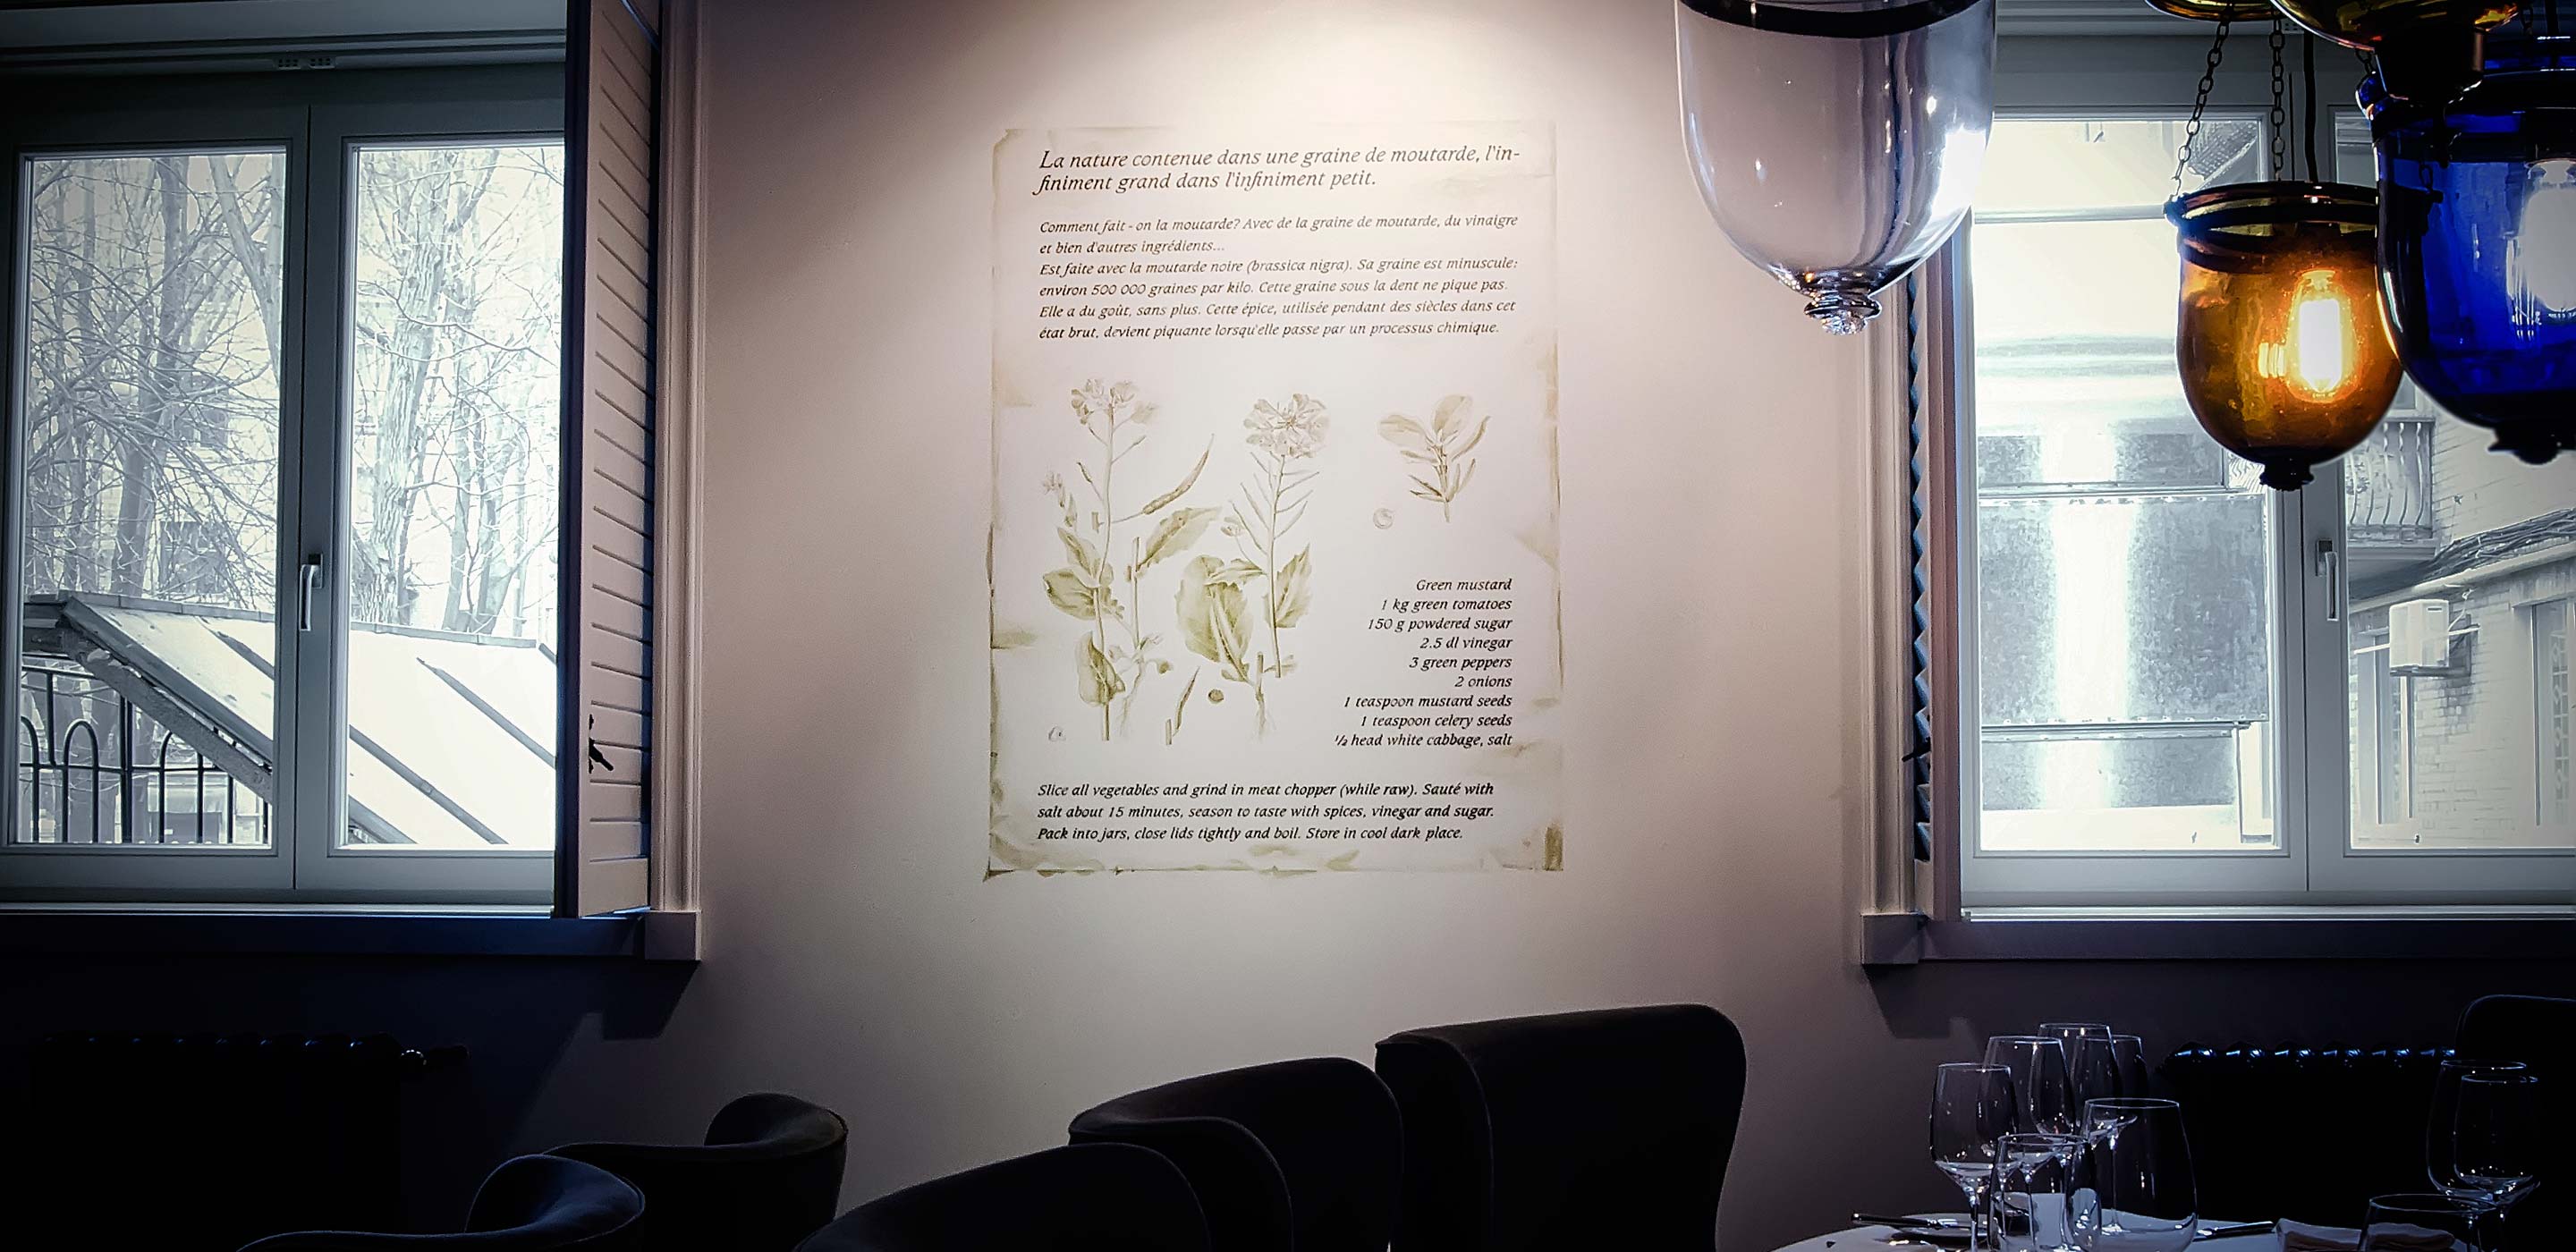 La nature contenue dans une graine de moutarde, l'in-
finiment grand dans l'infiniment petit.
Comment fait - on la moutarde? Avec de la graine de moutarde, du vinaigre
et bien d'autres ingrédients...
Est faite avec la moutarde noire (brassica nigra). Sa graine est minuscule:
environ 500 000 graines par kilo. Cette graine sous la dent ne pique pas.
Elle a du goût, sans plus. Cette épice, utilisée pendant des siècles dans cet
état brut, devient piquante lorsqu'elle passe par un processus chimique.
Green mustard
1 kg green tomatoes
150 g powdered sugar
2.5 dl vinegar
3 green peppers
2 onions
1 teaspoon mustard seeds
1 teaspoon celery seeds
½ head white cabbage, salt
Slice all vegetables and grind in meat chopper (while raw). Sauté with
salt about 15 minutes, season to taste with spices, vinegar and sugar.
Pack into jars, close lids tightly and boil. Store in cool dark place.